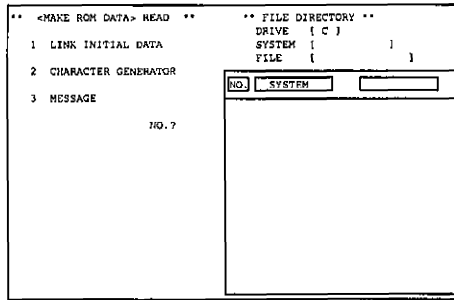 ** <MAKE ROM DATA> READ **
1 LINK INITIAL DATA
2 CHARACTER GENERATOR
3 MESSAGE
NO.?
** FILE DIRECTORY **
DRIVE [ C ]
SYSTEM [ ]
FILE [ ]
NO. SYSTEM